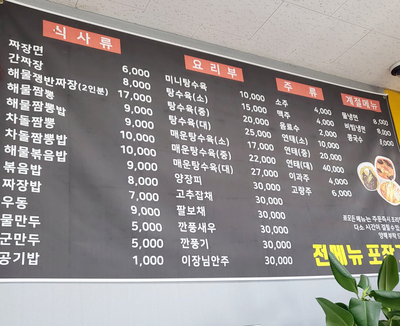 식사류
짜장면 6,000
간짜장 8,000
해물쟁반짜장(2인분) 17,000
해물짬뽕 9,000
해물짬뽕밥 9,000
차돌짬뽕 10,000
차돌짬뽕밥 10,000
해물볶음밥 9,000
볶음밥 8,000
짜장밥 7,000
우동 9,000
물만두 5,000
군만두 5,000
공기밥 1,000
요리부
미니탕수육 10,000
탕수육(소) 15,000
탕수육(중) 20,000
탕수육(대) 25,000
매운탕수육(소) 17,000
매운탕수육(중) 22,000
매운탕수육(대) 27,000
양장피 30,000
고추잡채 30,000
팔보채 30,000
깐풍새우 30,000
깐풍기 30,000
이장님안주 30,000
주류
소주 4,000
맥주 4,000
음료수 2,000
연태(소) 10,000
연태(중) 20,000
연태(대) 40,000
이과주 4,000
고량주 6,000
계절메뉴
물냉면 8,000
비빔냉면 9,000
콩국수
전메뉴 포장